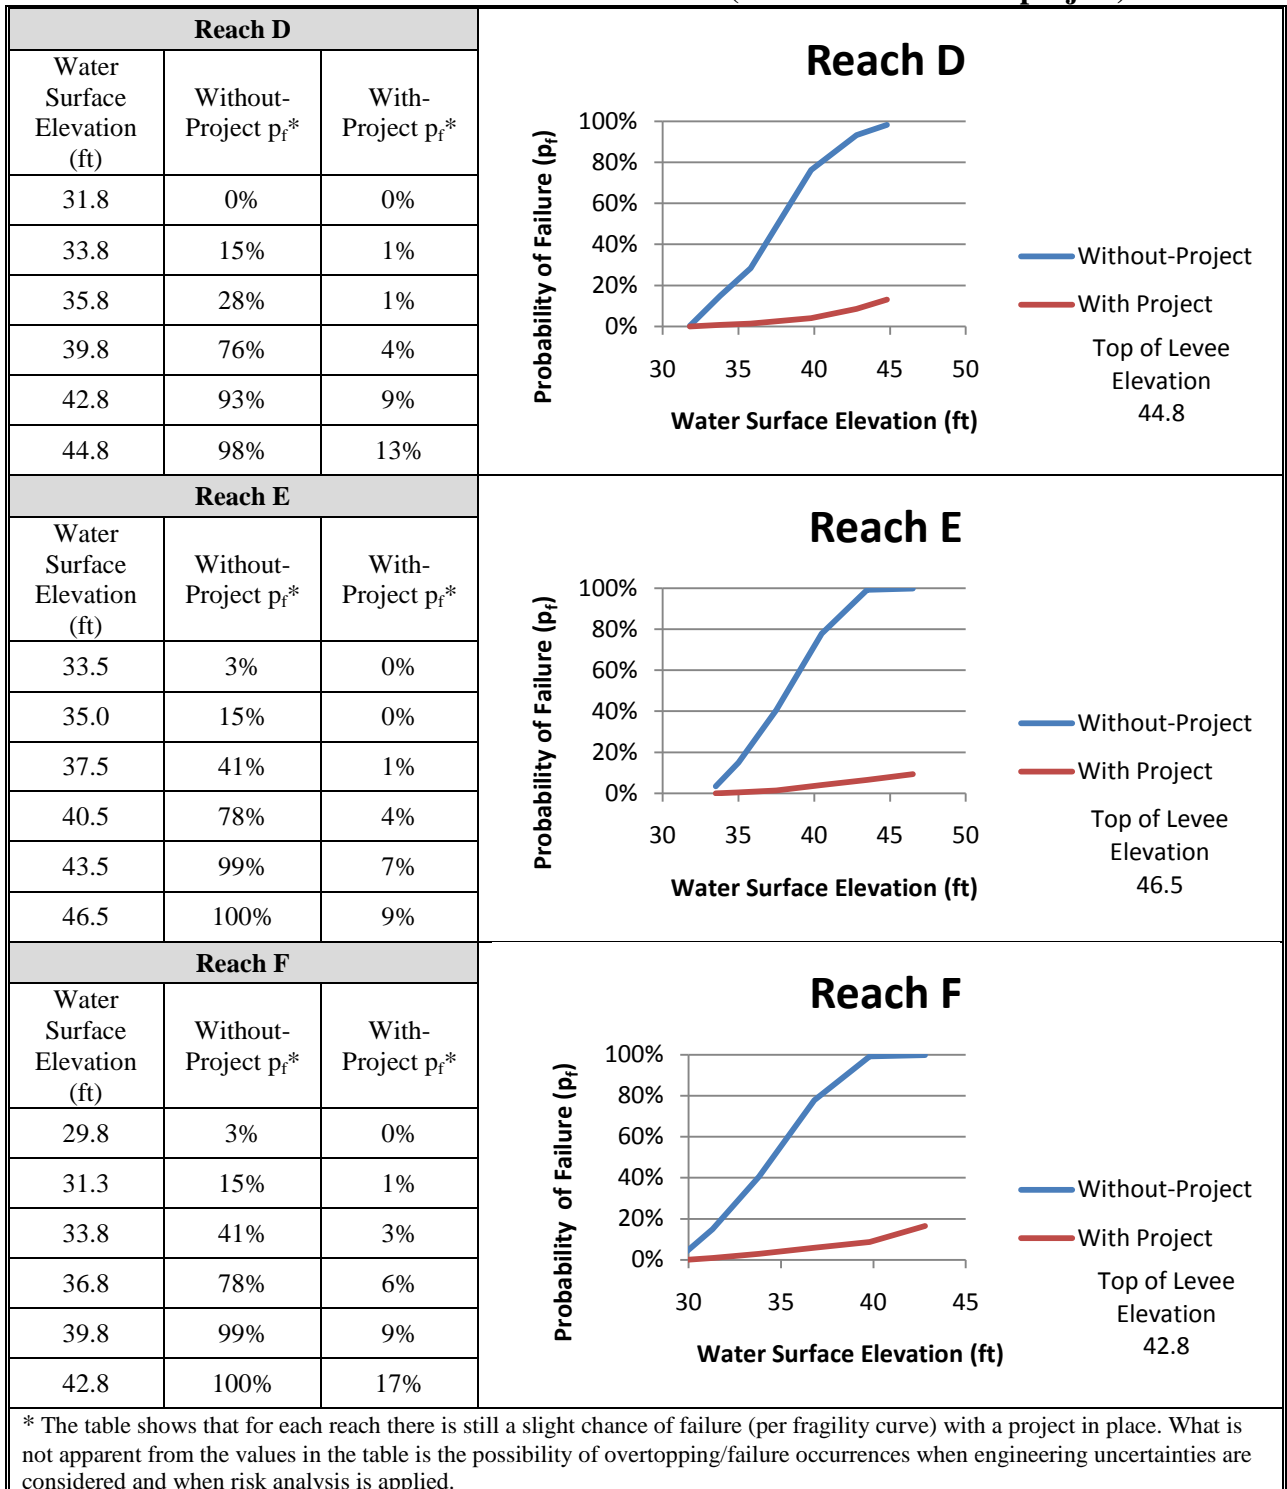 Reach D
Water Surface Elevation (ft) Without-Project pf* With-Project pf*
31.8 0% 0%
33.8 15% 1%
35.8 28% 1%
39.8 76% 4%
42.8 93% 9%
44.8 98% 13%
Reach D
Probability of Failure (pf)
100%
80%
60%
40%
20%
0%
30 35 40 45 50
Water Surface Elevation (ft)
Without-Project
With Project
Top of Levee
Elevation
44.8
Reach E
Water Surface Elevation (ft) Without-Project pf* With-Project pf*
33.5 3% 0%
35.0 15% 0%
37.5 41% 1%
40.5 78% 4%
43.5 99% 7%
46.5 100% 9%
Reach E
Probability of Failure (pf)
100%
80%
60%
40%
20%
0%
30 35 40 45 50
Water Surface Elevation (ft)
Without-Project
With Project
Top of Levee
Elevation
46.5
Reach F
Water Surface Elevation (ft) Without-Project pf* With-Project pf*
29.8 3% 0%
31.3 15% 1%
33.8 41% 3%
36.8 78% 6%
39.8 99% 9%
42.8 100% 17%
Reach F
Probability of Failure (pf)
100%
80%
60%
40%
20%
0%
30 35 40 45
Water Surface Elevation (ft)
Without-Project
With Project
Top of Levee
Elevation
42.8
* The table shows that for each reach there is still a slight chance of failure (per fragility curve) with a project in place. What is
not apparent from the values in the table is the possibility of overtopping/failure occurrences when engineering uncertainties are
considered and when risk analysis is applied.